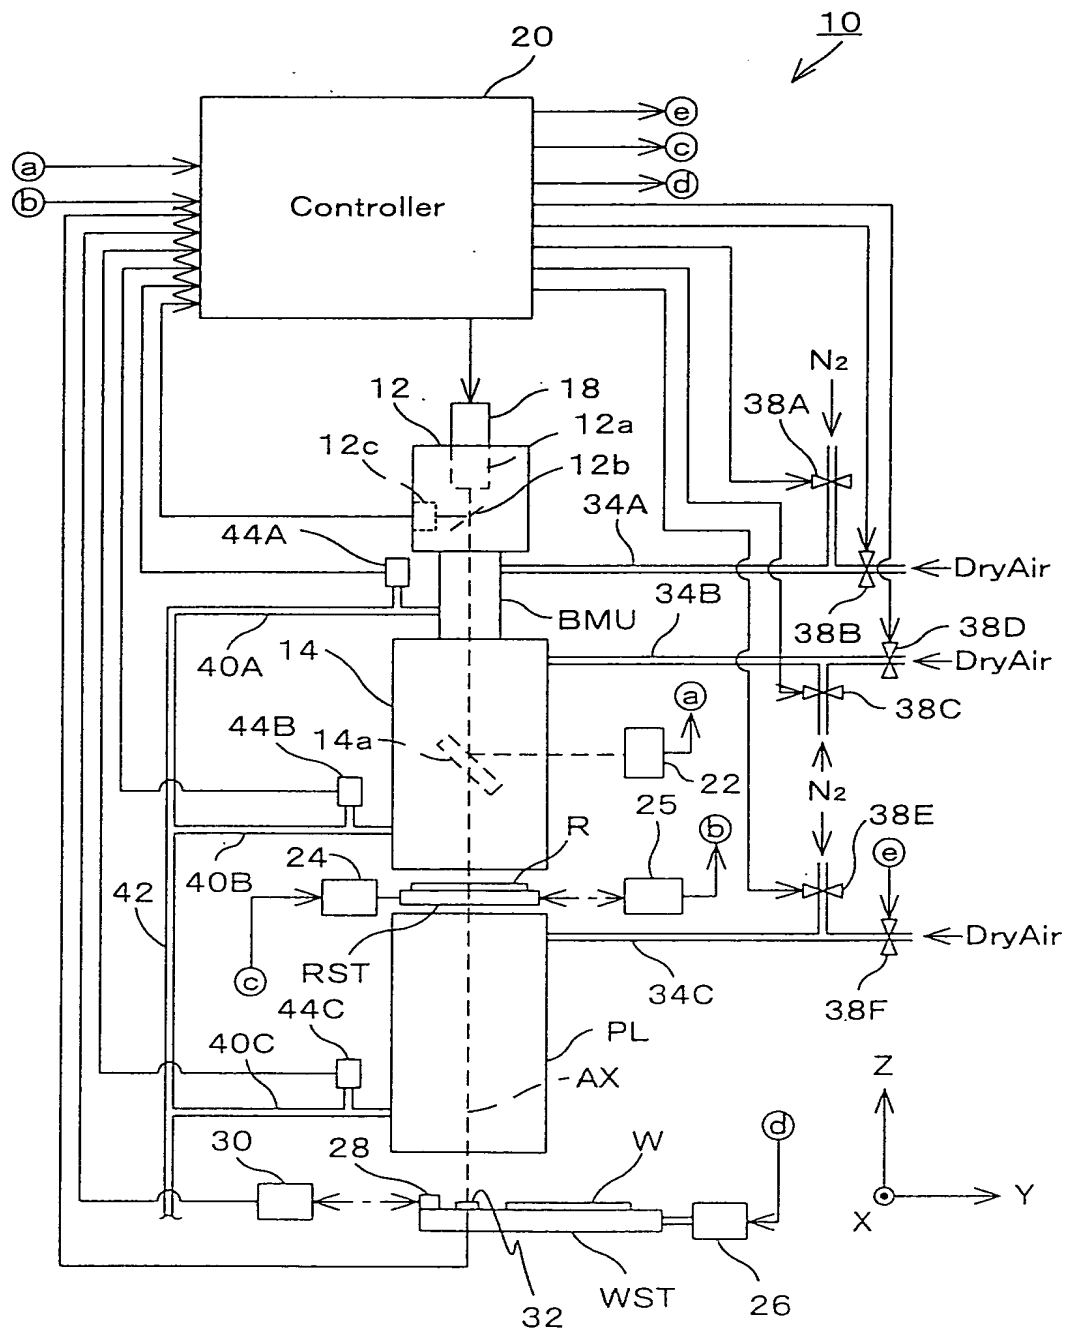 10
20
e
a
c
b
d
Controller
N2
12
18
38A
12a
12c
12b
34A
44A
DryAir
BMU
34B
38B
38D
40A
14
DryAir
a
38C
44B
14a
22
N2
25
R
b
38E
24
e
40B
42
DryAir
c
RST
34C
38F
44C
PL
40C
Z
AX
d
30
28
W
Y
X
WST
26
32